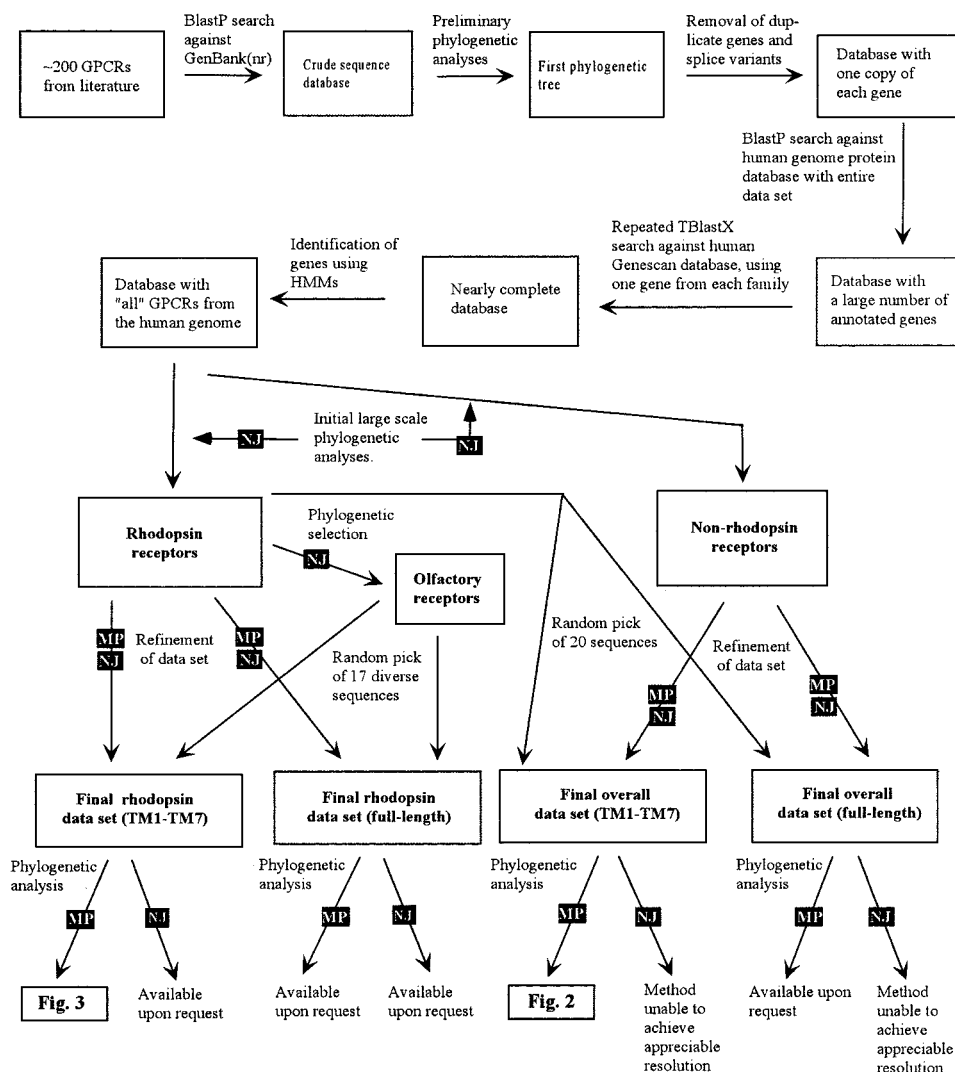 BlastP search
against
GenBank(nr)
Preliminary
phylogenetic
analyses
Removal of dup-
licate genes and
splice variants
~200 GPCRs
from literature
Crude sequence
database
First phylogenetic
tree
Database with
one copy of
each gene
BlastP search against
human genome protein
database with entire
data set
Repeated TBlastX
search against human
Genescan database, using
one gene from each family
Identification of
genes using
HMMs
Database with
"all" GPCRs from
the human genome
Nearly complete
database
Database with
a large number of
annotated genes
Initial large scale
phylogenetic
analyses.
NJ
NJ
Rhodopsin
receptors
Phylogenetic
selection
NJ
Non-rhodopsin
receptors
Olfactory
receptors
MP
NJ
Refinement
of data set
MP
NJ
Random pick
of 17 diverse
sequences
Random pick
of 20 sequences
MP
NJ
Refinement
of data set
MP
NJ
Final rhodopsin
data set (TM1-TM7)
Final rhodopsin
data set (full-length)
Final overall
data set (TM1-TM7)
Final overall
data set (full-length)
Phylogenetic
analysis
MP
NJ
Phylogenetic
analysis
MP
NJ
Phylogenetic
analysis
MP
NJ
Phylogenetic
analysis
MP
NJ
Fig. 3
Available
upon request
Available
upon request
Available
upon request
Fig. 2
Method
unable to
achieve
appreciable
resolution
Available upon
request
Method
unable to
achieve
appreciable
resolution